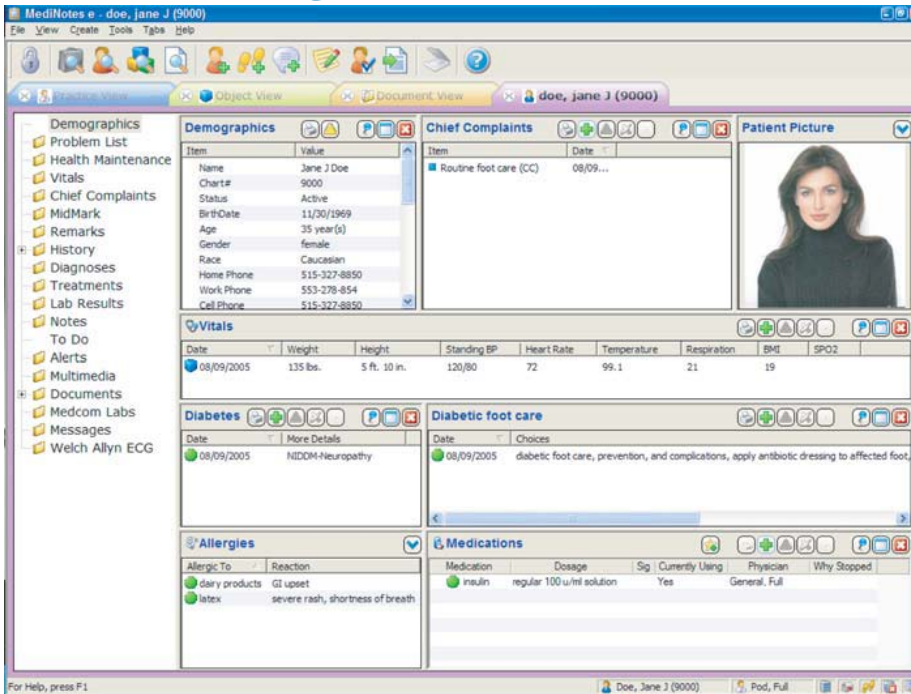 MediNotes e - doe, jane J (9000)
File View Create Tools Tabs Help
Practice View Object View Document View doe, jane J (9000)
Demographics
Problem List
Health Maintenance
Vitals
Chief Complaints
MidMark
Remarks
History
Diagnoses
Treatments
Lab Results
Notes
To Do
Alerts
Multimedia
Documents
Medcom Labs
Messages
Welch Allyn ECG
Demographics
Item Value
Name Jane J Doe
Chart# 9000
Status Active
BirthDate 11/30/1969
Age 35 year(s)
Gender female
Race Caucasian
Home Phone 515-327-8850
Work Phone 553-278-854
Cell Phone 515-327-8850
Chief Complaints
Item Date
Routine foot care (CC) 08/09...
Patient Picture
Vitals
Date Weight Height Standing BP Heart Rate Temperature Respiration BMI SPO2
08/09/2005 135 lbs. 5 ft. 10 in. 120/80 72 99.1 21 19
Diabetes
Date More Details
08/09/2005 NIDDM-Neuropathy
Diabetic foot care
Date Choices
08/09/2005 diabetic foot care, prevention, and complications, apply antibiotic dressing to affected foot,
Allergies
Allergic To Reaction
dairy products GI upset
latex severe rash, shortness of breath
Medications
Medication Dosage Sig Currently Using Physician Why Stopped
insulin regular 100 u/ml solution Yes General, Full
For Help, press F1 Doe, Jane J (9000) Pod, Full